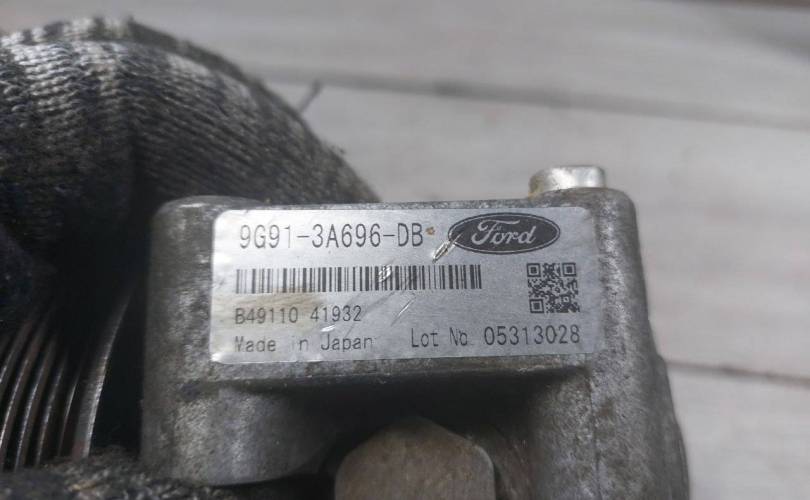 9G91-3A696-DB Ford
B49110 41932
Made in Japan Lot No. 05313028